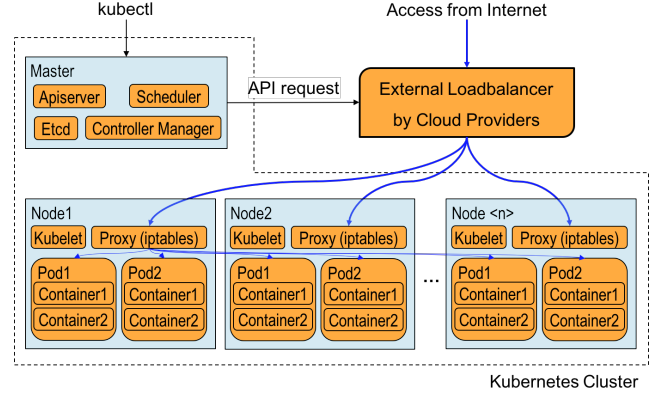 kubectl
Access from Internet
Master
Apiserver
Scheduler
Etcd
Controller Manager
API request
External Loadbalancer
by Cloud Providers
Node1
Kubelet
Proxy (iptables)
Pod1
Container1
Container2
Pod2
Container1
Container2
Node2
Kubelet
Proxy (iptables)
Pod1
Container1
Container2
Pod2
Container1
Container2
...
Node <n>
Kubelet
Proxy (iptables)
Pod1
Container1
Container2
Pod2
Container1
Container2
Kubernetes Cluster